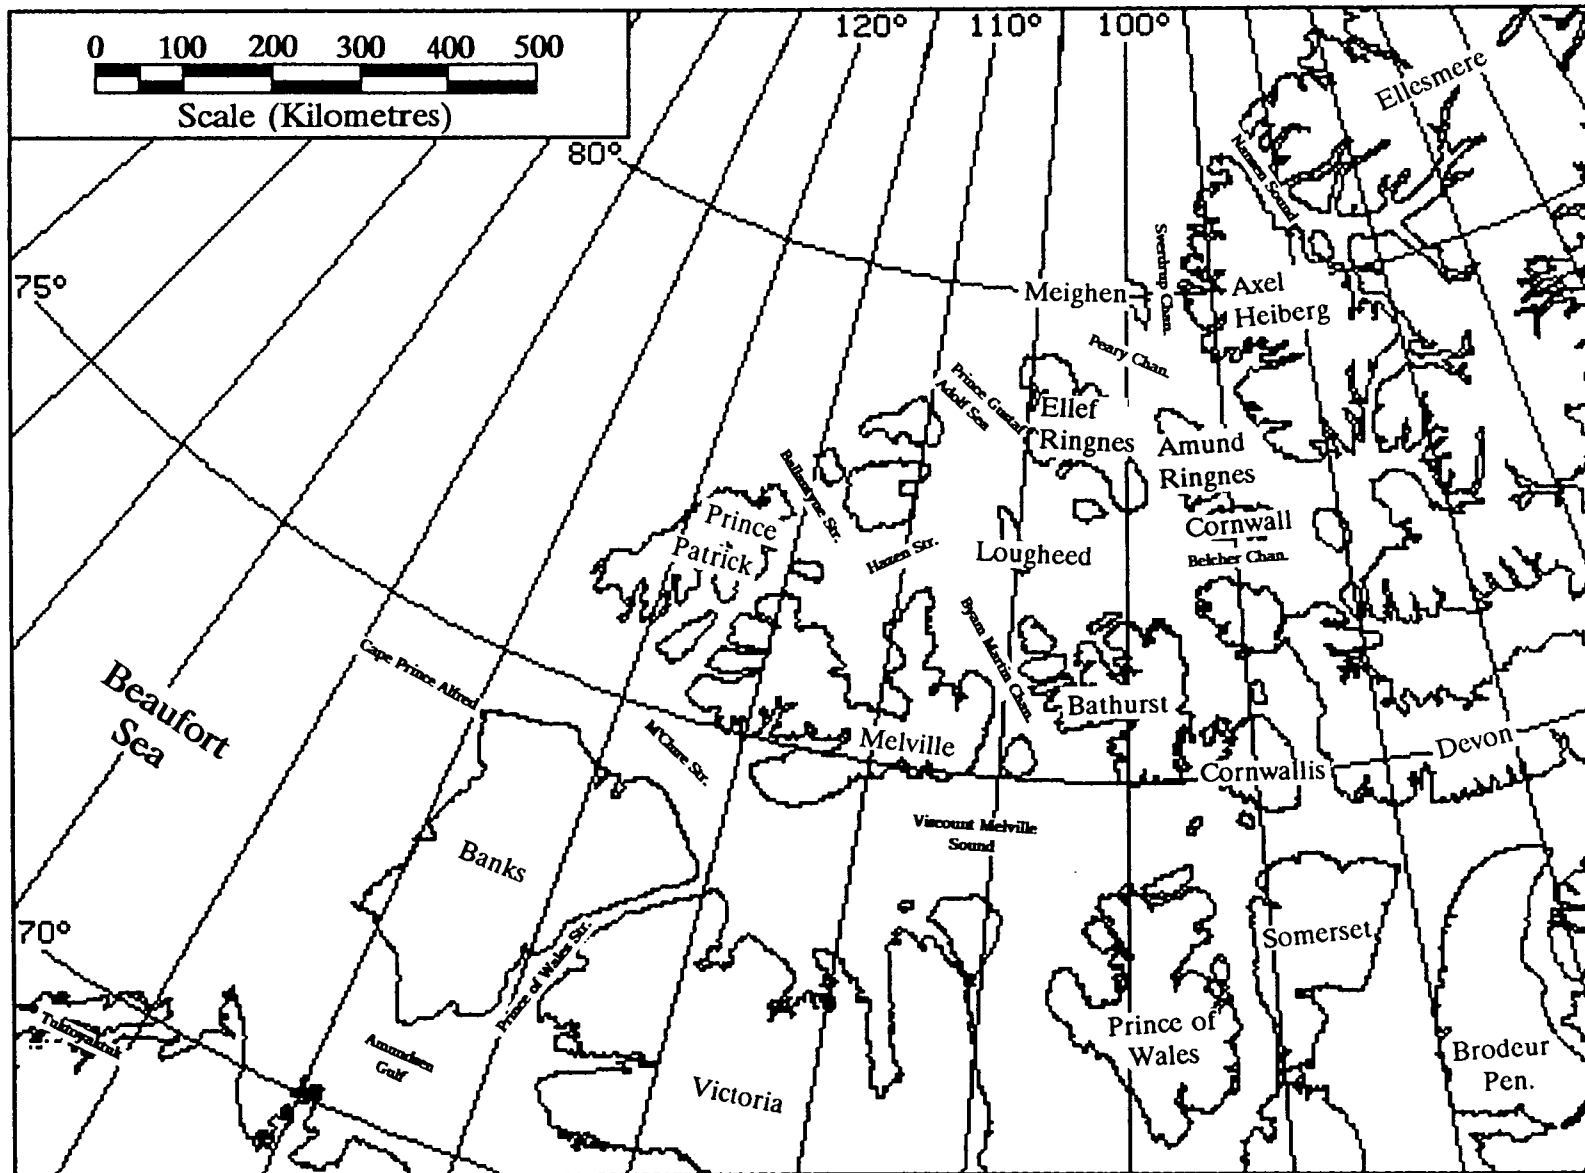 0 100 200 300 400 500
Scale (Kilometres)
120° 110° 100°
Ellesmere
80°
Nansen Sound
75°
Sverdrup Chan.
Meighen
Axel
Heiberg
Peary Chan.
Prince Gustaf
Adolf Sea
Ellef
Ringnes
Amund
Ringnes
Ballantyne Str.
Prince
Patrick
Cornwall
Hazen Str.
Lougheed
Belcher Chan.
Byam Martin Chan.
Cape Prince Alfred
Beaufort
Sea
Bathurst
M'Clure Str.
Melville
Devon
Cornwallis
Viscount Melville
Sound
Banks
70°
Somerset
Prince of Wales Str.
Tuktoyaktuk
Amundsen
Gulf
Prince of
Wales
Brodeur
Pen.
Victoria